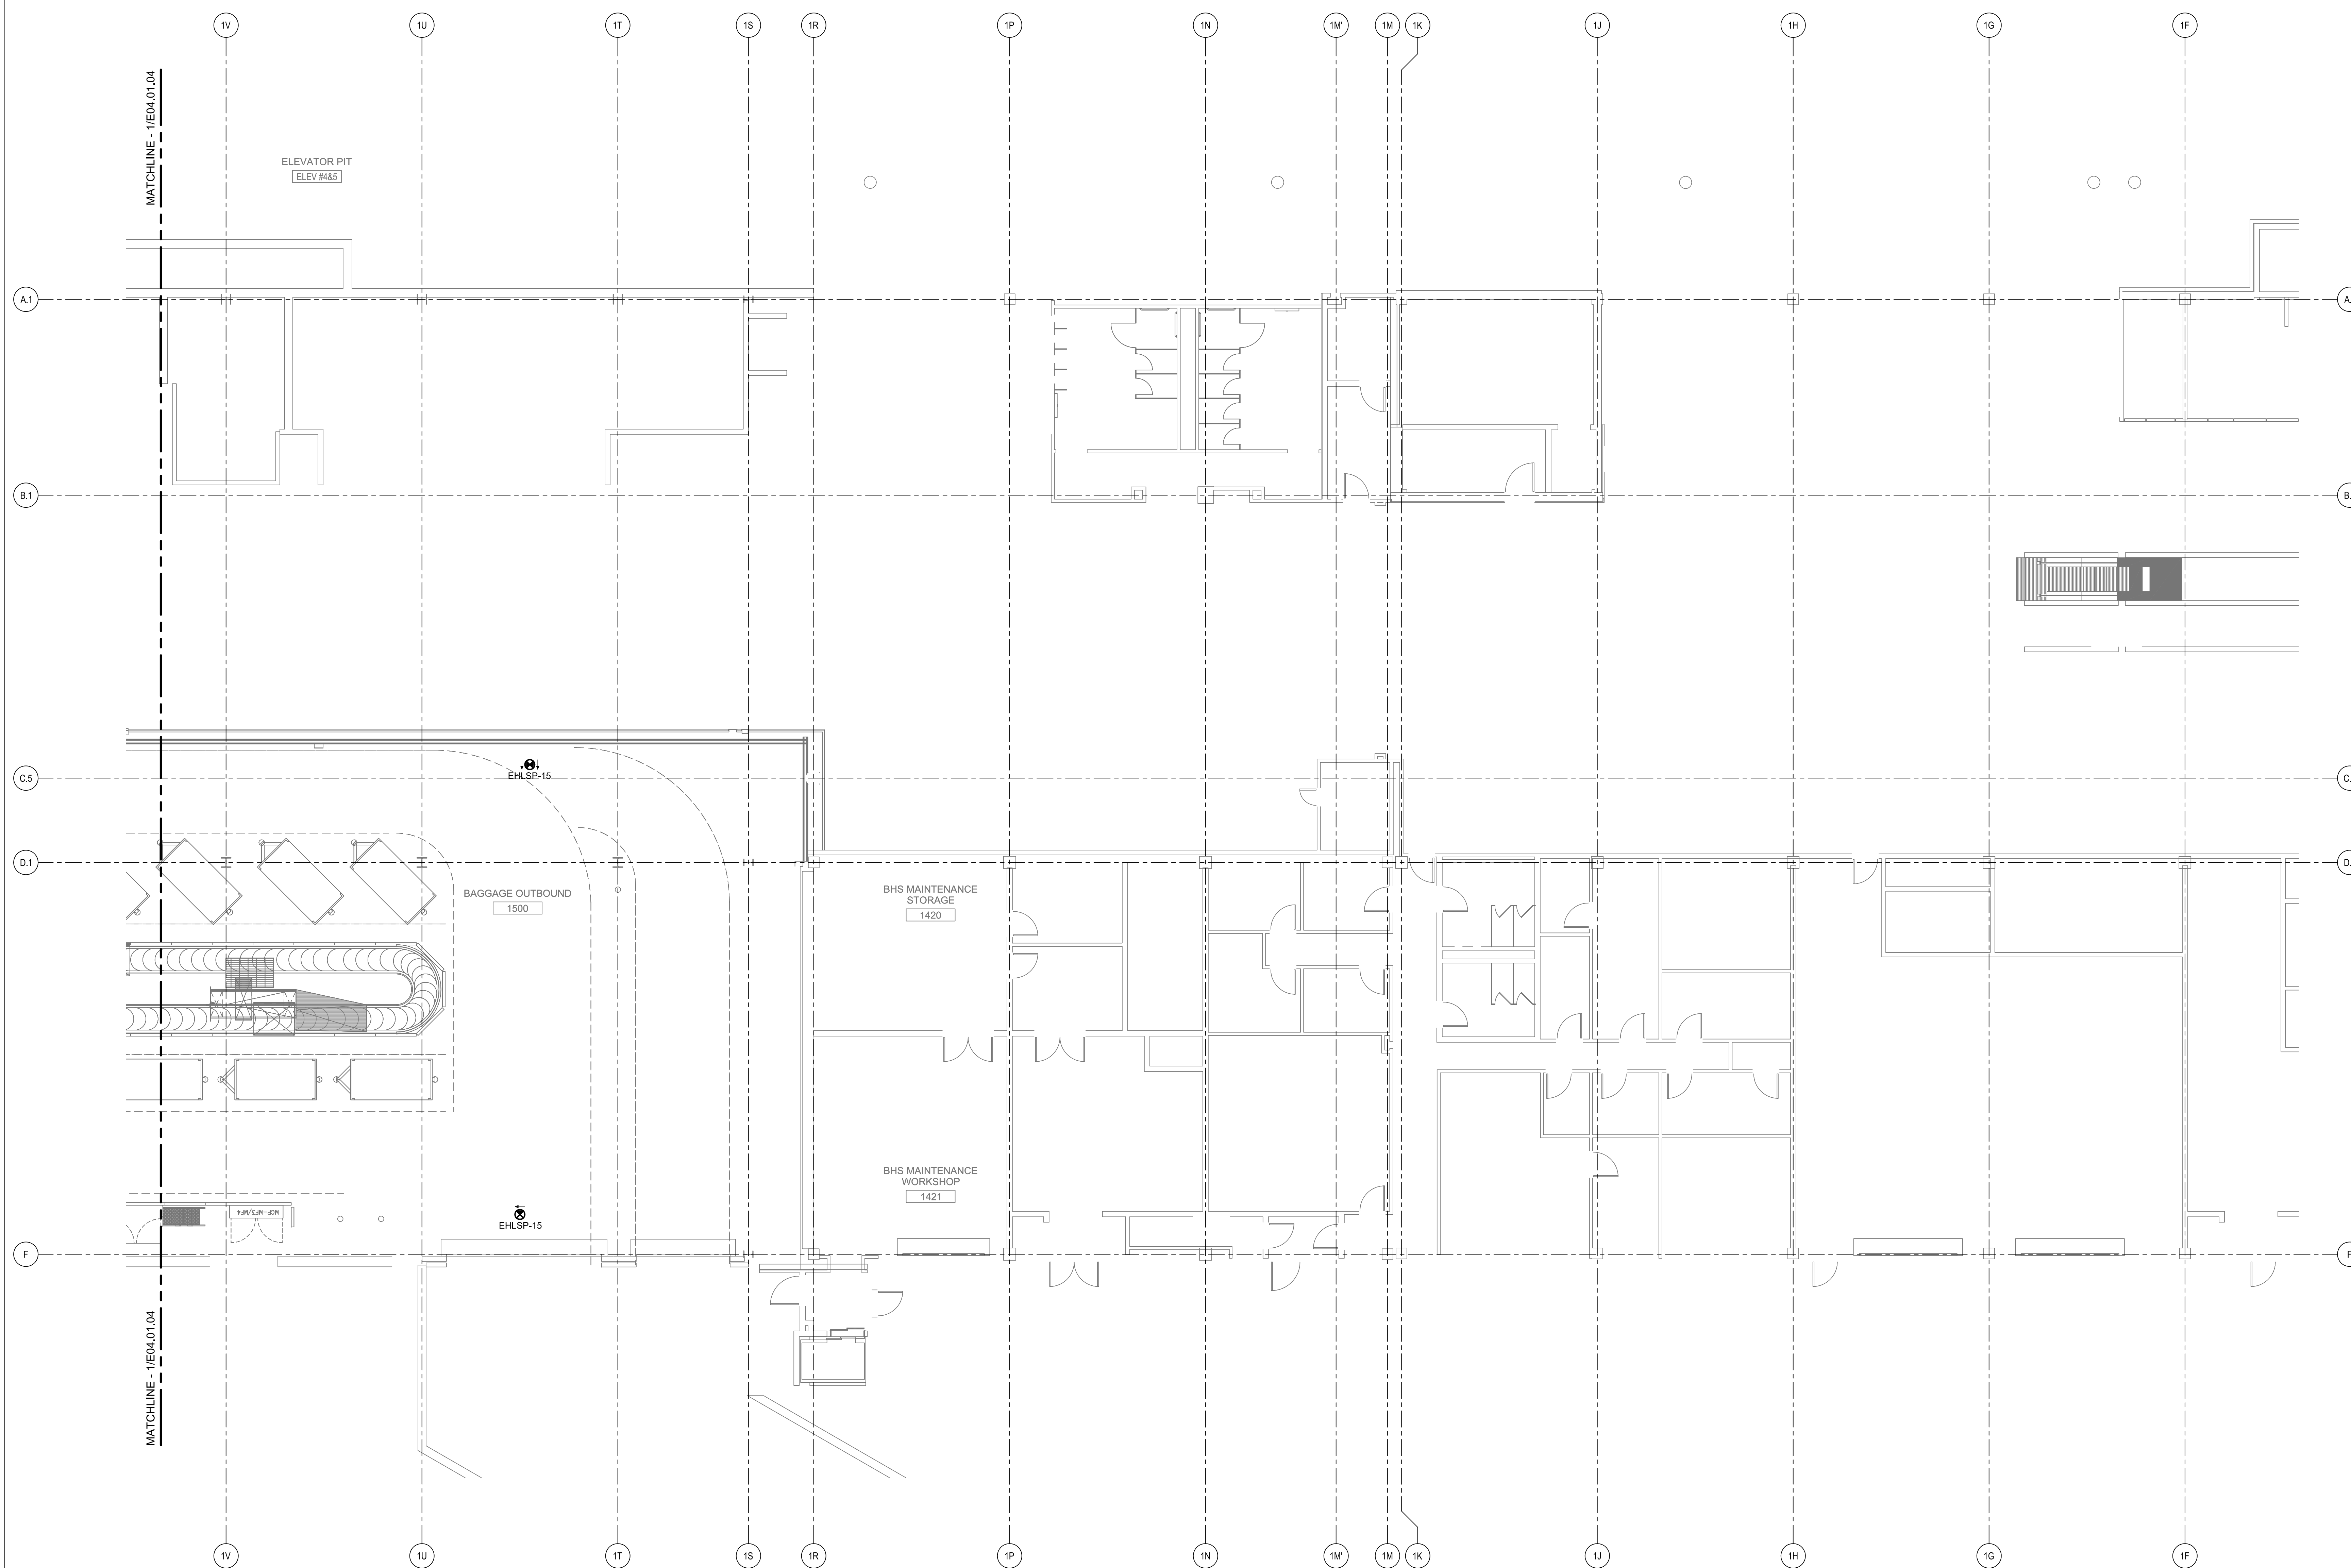 1V
1U
1T
1S
1R
1P
1N
1M'
1M
1K
1J
1H
1G
1F
MATCHLINE - 1/E04.01.04
ELEVATOR PIT
ELEV #4&5
A.1
A.
B.1
B.
C.5
C.
EHLSP-15
D.1
D.
BAGGAGE OUTBOUND
1500
BHS MAINTENANCE
STORAGE
1420
BHS MAINTENANCE
WORKSHOP
1421
MCP-MF3/MF4
EHLSP-15
F
F
MATCHLINE - 1/E04.01.04
1V
1U
1T
1S
1R
1P
1N
1M'
1M
1K
1J
1H
1G
1F